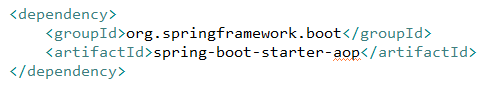 <dependency>
    <groupId>org.springframework.boot</groupId>
    <artifactId>spring-boot-starter-aop</artifactId>
</dependency>